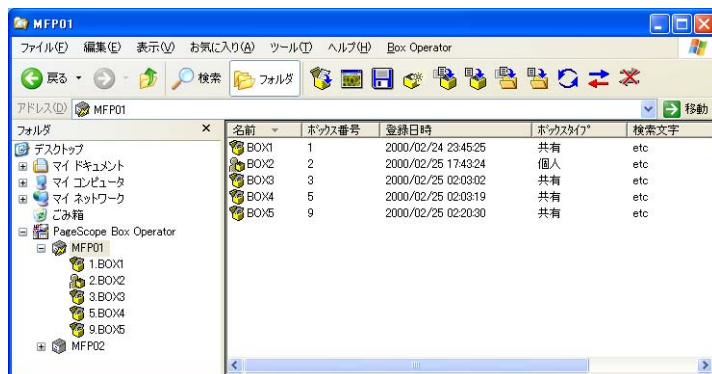 MFP01
ファイル(F) 編集(E) 表示(V) お気に入り(A) ツール(T) ヘルプ(H) Box Operator
戻る 検索 フォルダ
アドレス(D) MFP01 移動
フォルダ ×
デスクトップ
マイ ドキュメント
マイ コンピュータ
マイ ネットワーク
ごみ箱
PageScope Box Operator
MFP01
1.BOX1
2.BOX2
3.BOX3
5.BOX4
9.BOX5
MFP02
名前 ボックス番号 登録日時 ボックスタイプ 検索文字
BOX1 1 2000/02/24 23:45:25 共有 etc
BOX2 2 2000/02/25 17:43:24 個人 etc
BOX3 3 2000/02/25 02:03:02 共有 etc
BOX4 5 2000/02/25 02:03:19 共有 etc
BOX5 9 2000/02/25 02:20:30 共有 etc